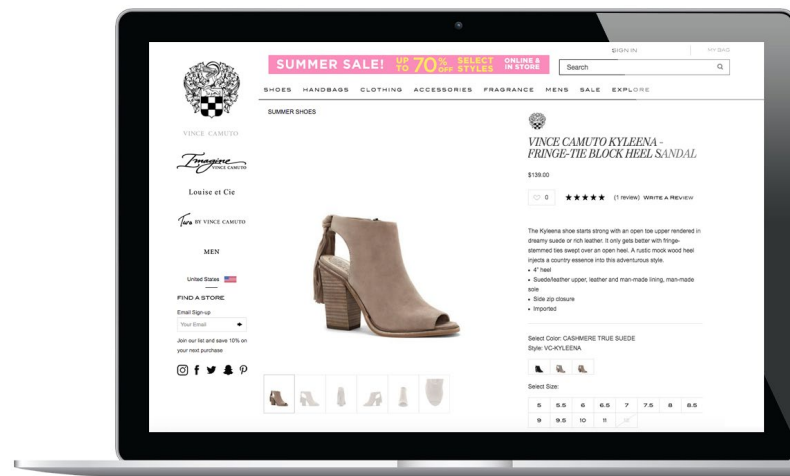 SIGN IN
MY BAG
SUMMER SALE! UP TO 70% OFF SELECT STYLES ONLINE & IN STORE
Search
SHOES HANDBAGS CLOTHING ACCESSORIES FRAGRANCE MENS SALE EXPLORE
VINCE CAMUTO
Imagine
VINCE CAMUTO
Louise et Cie
Two BY VINCE CAMUTO
MEN
United States
FIND A STORE
Email Sign-up
Your Email
Join our list and save 10% on
your next purchase
SUMMER SHOES
VINCE CAMUTO KYLEENA -
FRINGE-TIE BLOCK HEEL SANDAL
$139.00
0 ★★★★★ (1 review) WRITE A REVIEW
The Kyleena shoe starts strong with an open toe upper rendered in
dreamy suede or rich leather. It only gets better with fringe-
stemmed ties swept over an open heel. A rustic mock wood heel
injects a country essence into this adventurous style.
• 4" heel
• Suede/leather upper, leather and man-made lining, man-made
sole
• Side zip closure
• Imported
Select Color: CASHMERE TRUE SUEDE
Style: VC-KYLEENA
Select Size:
5 5.5 6 6.5 7 7.5 8 8.5
9 9.5 10 11